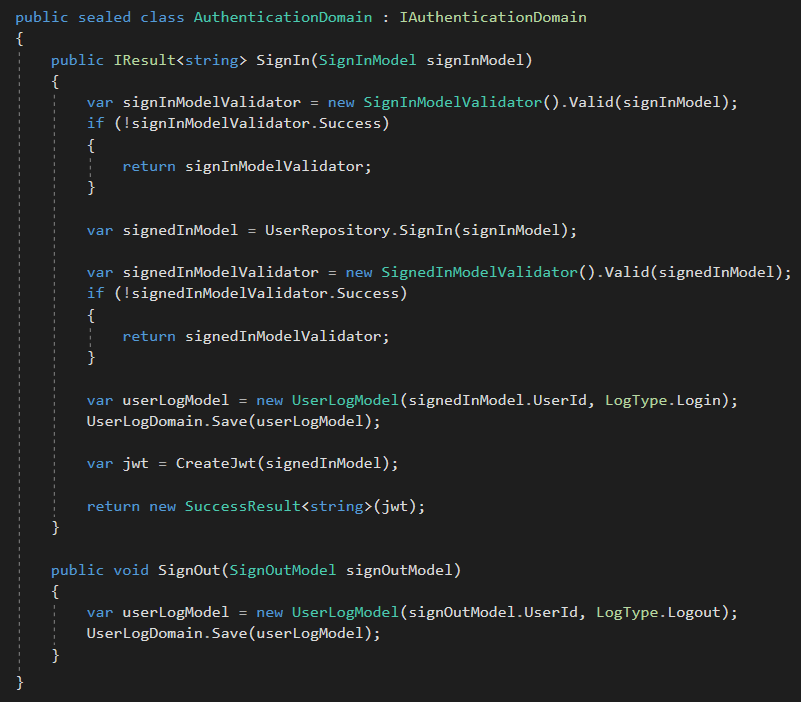 public sealed class AuthenticationDomain : IAuthenticationDomain
{
    public IResult<string> SignIn(SignInModel signInModel)
    {
        var signInModelValidator = new SignInModelValidator().Valid(signInModel);
        if (!signInModelValidator.Success)
        {
            return signInModelValidator;
        }

        var signedInModel = UserRepository.SignIn(signInModel);

        var signedInModelValidator = new SignedInModelValidator().Valid(signedInModel);
        if (!signedInModelValidator.Success)
        {
            return signedInModelValidator;
        }

        var userLogModel = new UserLogModel(signedInModel.UserId, LogType.Login);
        UserLogDomain.Save(userLogModel);

        var jwt = CreateJwt(signedInModel);

        return new SuccessResult<string>(jwt);
    }

    public void SignOut(SignOutModel signOutModel)
    {
        var userLogModel = new UserLogModel(signOutModel.UserId, LogType.Logout);
        UserLogDomain.Save(userLogModel);
    }
}